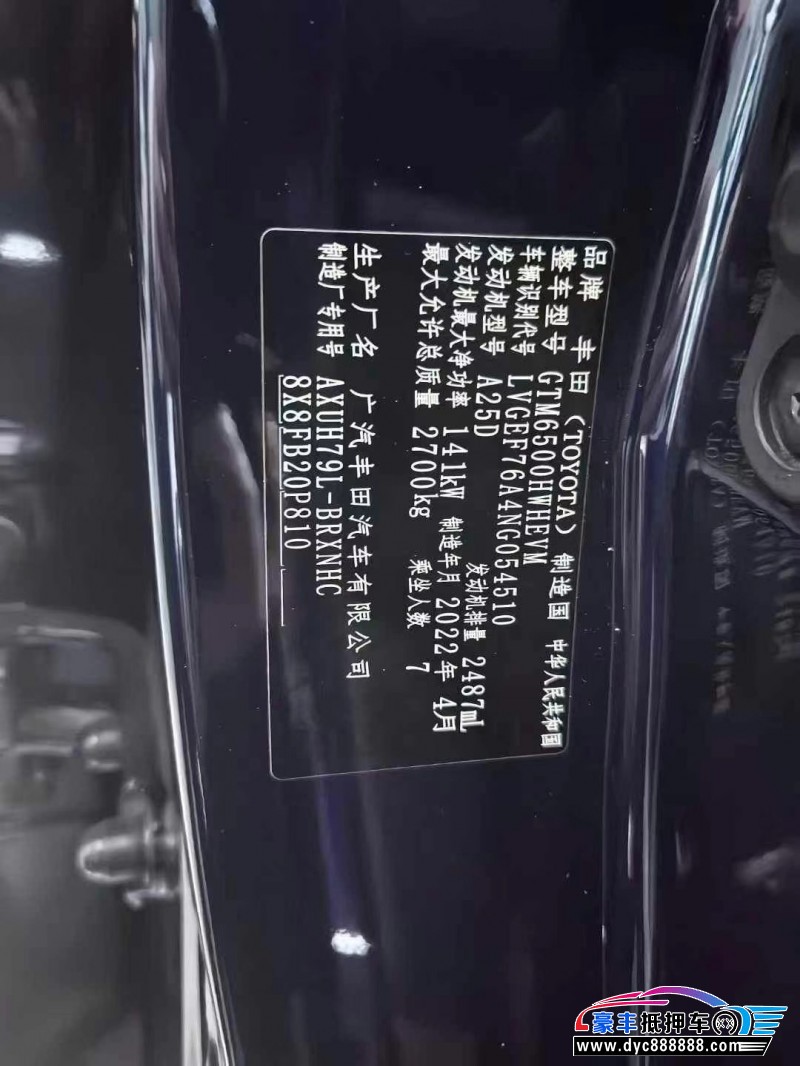 品牌 丰田（TOYOTA） 制造国 中华人民共和国
整车型号 GTM6500HWHEVM
车辆识别代号 LVGEF76A4NG054510
发动机型号 A25D 发动机排量 2487mL
发动机最大净功率 141kW 制造年月 2022年 4月
最大允许总质量 2700kg 乘坐人数 7
生产厂名 广汽丰田汽车有限公司
制造厂专用号 AXUH79L-BRXNHC
8X8FB20P810
豪丰抵押车
www.dyc888888.com